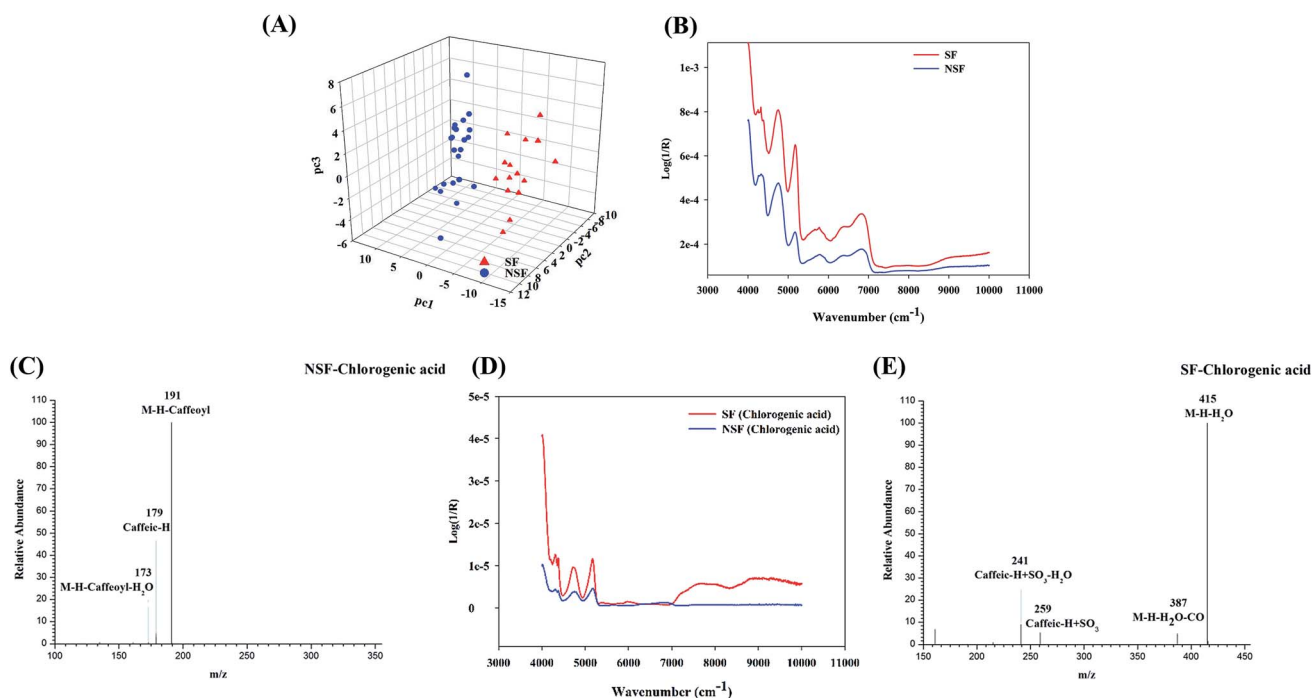 (A)
8
6
4
2
0
-2
-4
-6
pc3
10
5
0
-5
-10
-15
pc1
-10
-8
-6
-4
-2
0
2
4
6
8
10
12
pc2
SF
NSF
(B)
SF
NSF
1e-3
8e-4
6e-4
4e-4
2e-4
Log(1/R)
3000 4000 5000 6000 7000 8000 9000 10000 11000
Wavenumber (cm-1)
(C)
NSF-Chlorogenic acid
110
100
90
80
70
60
50
40
30
20
10
0
Relative Abundance
191
M-H-Caffeoyl
179
Caffeic-H
173
M-H-Caffeoyl-H2O
100 150 200 250 300 350
m/z
(D)
SF (Chlorogenic acid)
NSF (Chlorogenic acid)
5e-5
4e-5
3e-5
2e-5
1e-5
0
Log(1/R)
3000 4000 5000 6000 7000 8000 9000 10000 11000
Wavenumber (cm-1)
(E)
SF-Chlorogenic acid
110
100
90
80
70
60
50
40
30
20
10
0
Relative Abundance
415
M-H-H2O
241
Caffeic-H+SO3-H2O
259
Caffeic-H+SO3
387
M-H-H2O-CO
150 200 250 300 350 400 450
m/z